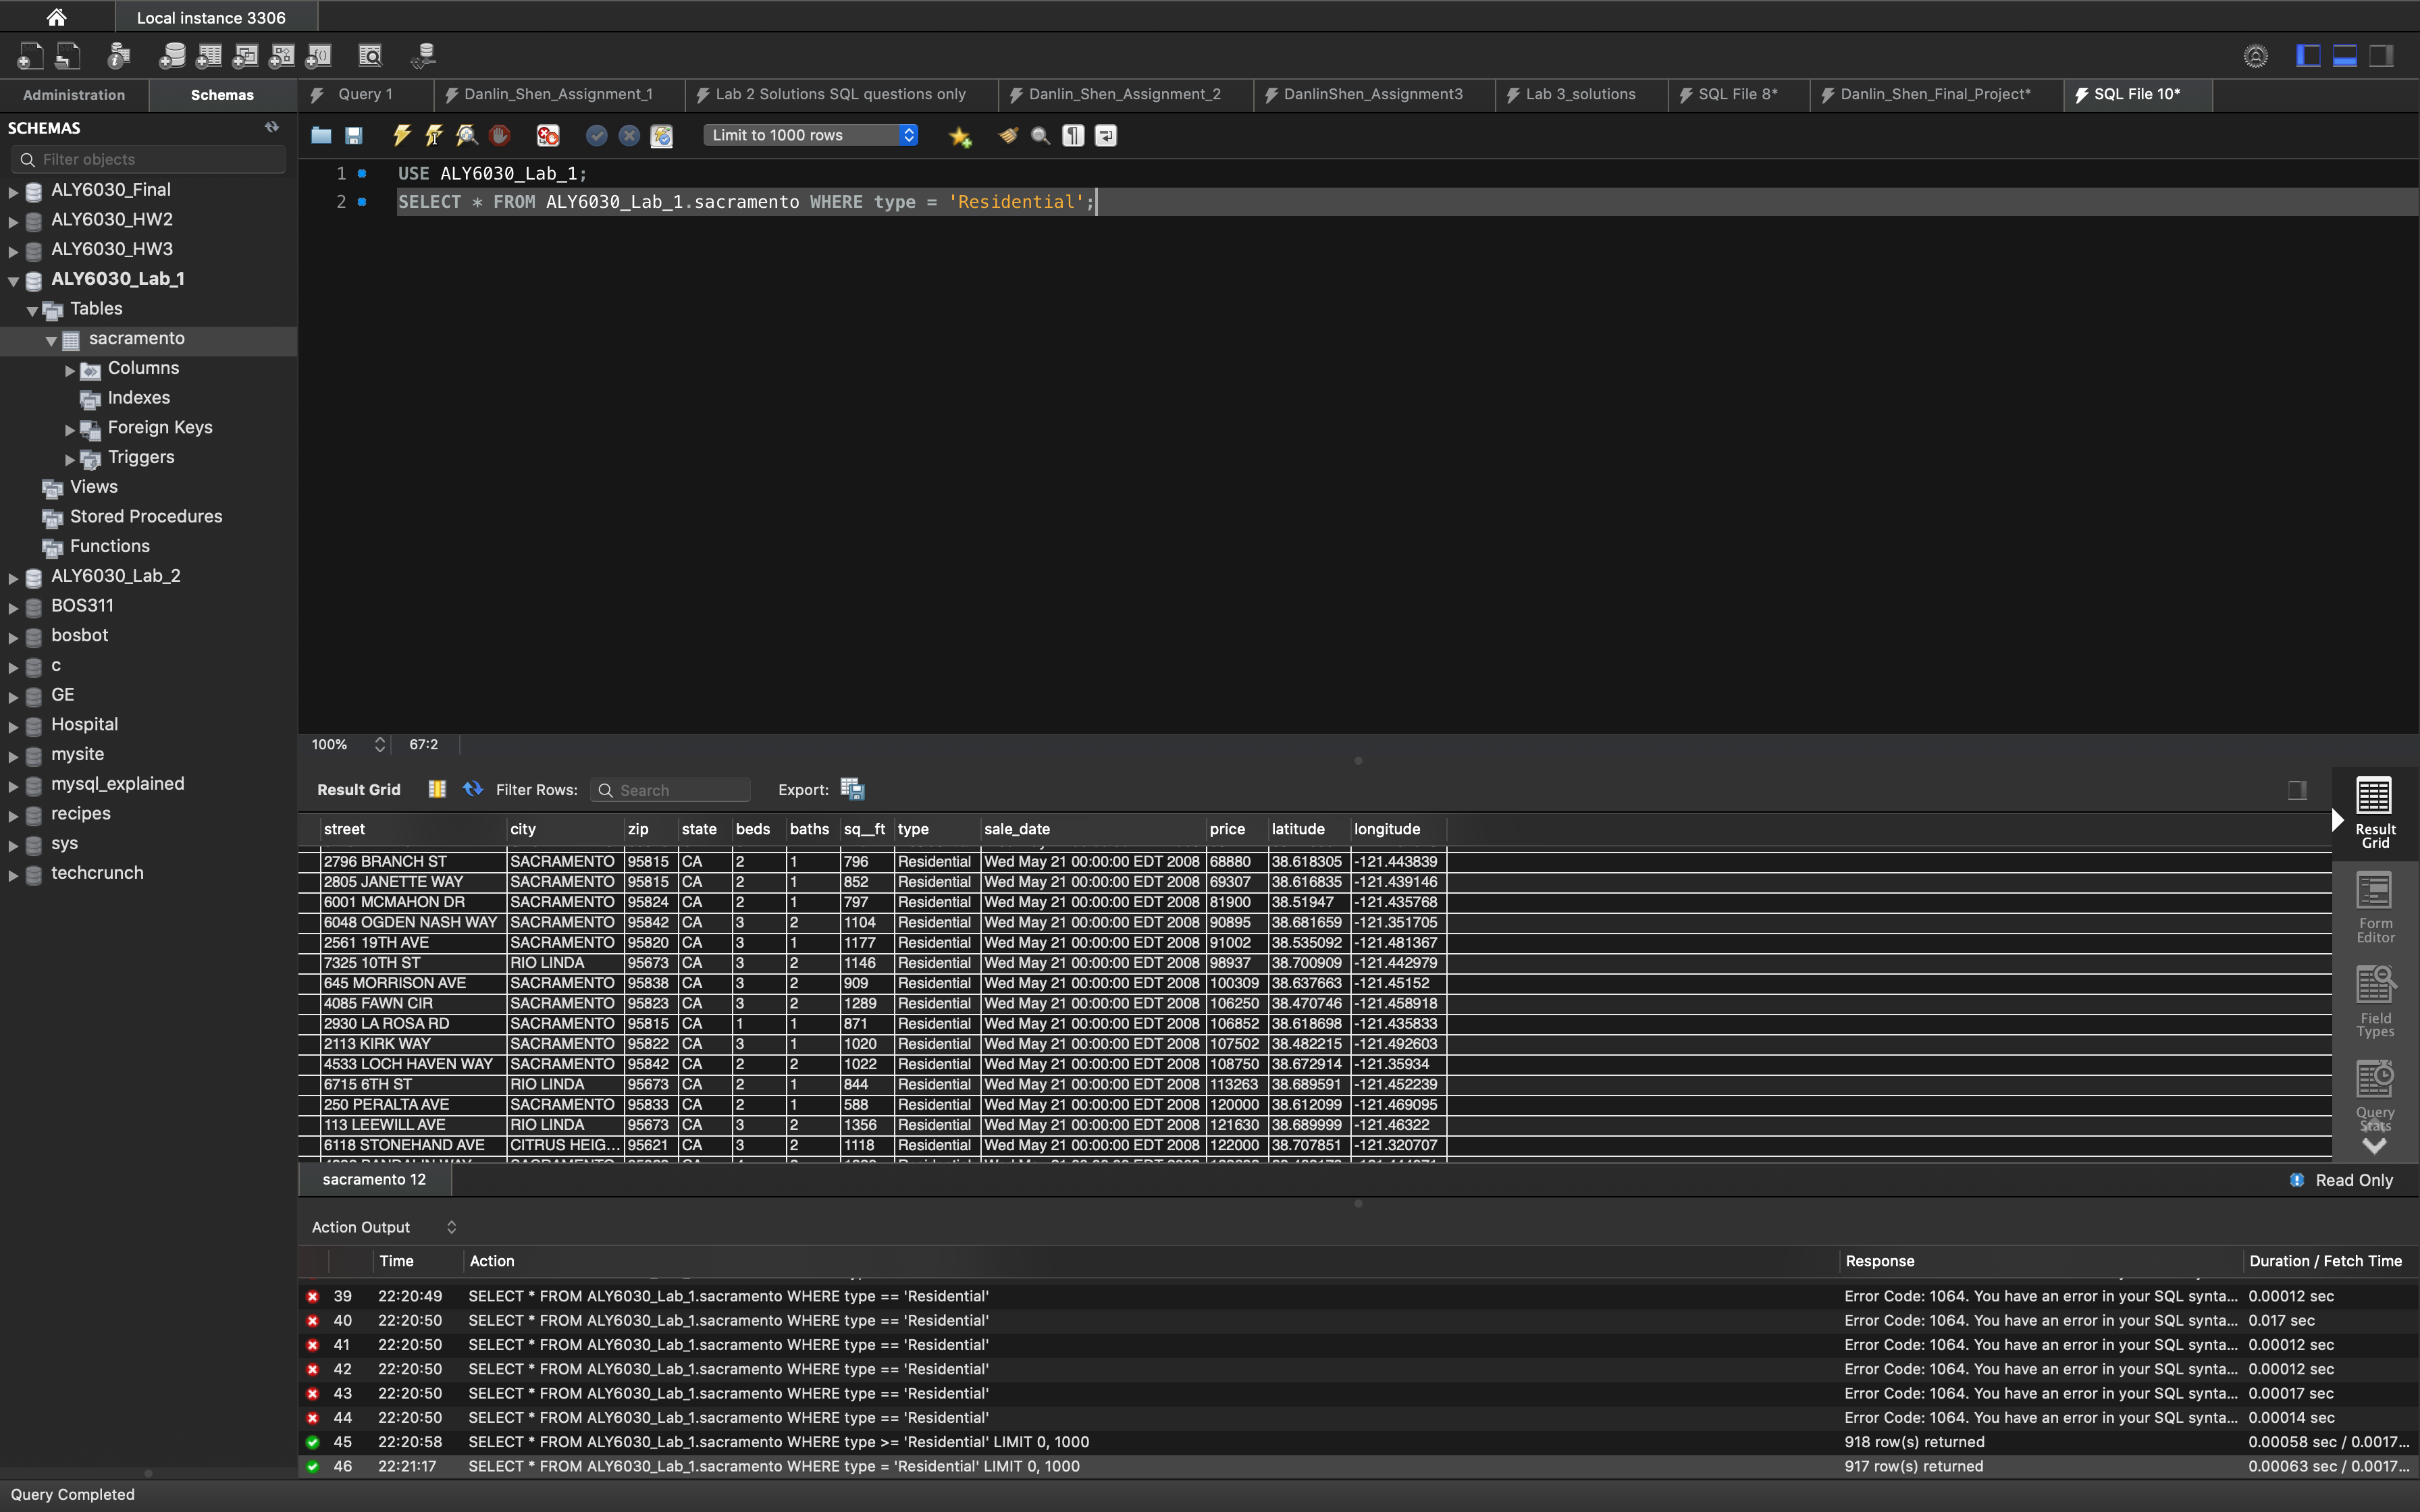 Local instance 3306
Administration Schemas Query 1 Danlin_Shen_Assignment_1 Lab 2 Solutions SQL questions only Danlin_Shen_Assignment_2 DanlinShen_Assignment3 Lab 3_solutions SQL File 8* Danlin_Shen_Final_Project* SQL File 10*
SCHEMAS
Filter objects
ALY6030_Final
ALY6030_HW2
ALY6030_HW3
ALY6030_Lab_1
Tables
sacramento
Columns
Indexes
Foreign Keys
Triggers
Views
Stored Procedures
Functions
ALY6030_Lab_2
BOS311
bosbot
c
GE
Hospital
mysite
mysql_explained
recipes
sys
techcrunch
Limit to 1000 rows
1 USE ALY6030_Lab_1;
2 SELECT * FROM ALY6030_Lab_1.sacramento WHERE type = 'Residential';
100% 67:2
Result Grid Filter Rows: Search Export:
street city zip state beds baths sq__ft type sale_date price latitude longitude
2796 BRANCH ST SACRAMENTO 95815 CA 2 1 796 Residential Wed May 21 00:00:00 EDT 2008 68880 38.618305 -121.443839
2805 JANETTE WAY SACRAMENTO 95815 CA 2 1 852 Residential Wed May 21 00:00:00 EDT 2008 69307 38.616835 -121.439146
6001 MCMAHON DR SACRAMENTO 95824 CA 2 1 797 Residential Wed May 21 00:00:00 EDT 2008 81900 38.51947 -121.435768
6048 OGDEN NASH WAY SACRAMENTO 95842 CA 3 2 1104 Residential Wed May 21 00:00:00 EDT 2008 90895 38.681659 -121.351705
2561 19TH AVE SACRAMENTO 95820 CA 3 1 1177 Residential Wed May 21 00:00:00 EDT 2008 91002 38.535092 -121.481367
7325 10TH ST RIO LINDA 95673 CA 3 2 1146 Residential Wed May 21 00:00:00 EDT 2008 98937 38.700909 -121.442979
645 MORRISON AVE SACRAMENTO 95838 CA 3 2 909 Residential Wed May 21 00:00:00 EDT 2008 100309 38.637663 -121.45152
4085 FAWN CIR SACRAMENTO 95823 CA 3 2 1289 Residential Wed May 21 00:00:00 EDT 2008 106250 38.470746 -121.458918
2930 LA ROSA RD SACRAMENTO 95815 CA 1 1 871 Residential Wed May 21 00:00:00 EDT 2008 106852 38.618698 -121.435833
2113 KIRK WAY SACRAMENTO 95822 CA 3 1 1020 Residential Wed May 21 00:00:00 EDT 2008 107502 38.482215 -121.492603
4533 LOCH HAVEN WAY SACRAMENTO 95842 CA 2 2 1022 Residential Wed May 21 00:00:00 EDT 2008 108750 38.672914 -121.35934
6715 6TH ST RIO LINDA 95673 CA 2 1 844 Residential Wed May 21 00:00:00 EDT 2008 113263 38.689591 -121.452239
250 PERALTA AVE SACRAMENTO 95833 CA 2 1 588 Residential Wed May 21 00:00:00 EDT 2008 120000 38.612099 -121.469095
113 LEEWILL AVE RIO LINDA 95673 CA 3 2 1356 Residential Wed May 21 00:00:00 EDT 2008 121630 38.689999 -121.46322
6118 STONEHAND AVE CITRUS HEIG... 95621 CA 3 2 1118 Residential Wed May 21 00:00:00 EDT 2008 122000 38.707851 -121.320707
Result
Grid
Form
Editor
Field
Types
Query
Stats
sacramento 12 Read Only
Action Output
Time Action Response Duration / Fetch Time
39 22:20:49 SELECT * FROM ALY6030_Lab_1.sacramento WHERE type == 'Residential' Error Code: 1064. You have an error in your SQL synta... 0.00012 sec
40 22:20:50 SELECT * FROM ALY6030_Lab_1.sacramento WHERE type == 'Residential' Error Code: 1064. You have an error in your SQL synta... 0.017 sec
41 22:20:50 SELECT * FROM ALY6030_Lab_1.sacramento WHERE type == 'Residential' Error Code: 1064. You have an error in your SQL synta... 0.00012 sec
42 22:20:50 SELECT * FROM ALY6030_Lab_1.sacramento WHERE type == 'Residential' Error Code: 1064. You have an error in your SQL synta... 0.00012 sec
43 22:20:50 SELECT * FROM ALY6030_Lab_1.sacramento WHERE type == 'Residential' Error Code: 1064. You have an error in your SQL synta... 0.00017 sec
44 22:20:50 SELECT * FROM ALY6030_Lab_1.sacramento WHERE type == 'Residential' Error Code: 1064. You have an error in your SQL synta... 0.00014 sec
45 22:20:58 SELECT * FROM ALY6030_Lab_1.sacramento WHERE type >= 'Residential' LIMIT 0, 1000 918 row(s) returned 0.00058 sec / 0.0017...
46 22:21:17 SELECT * FROM ALY6030_Lab_1.sacramento WHERE type = 'Residential' LIMIT 0, 1000 917 row(s) returned 0.00063 sec / 0.0017...
Query Completed